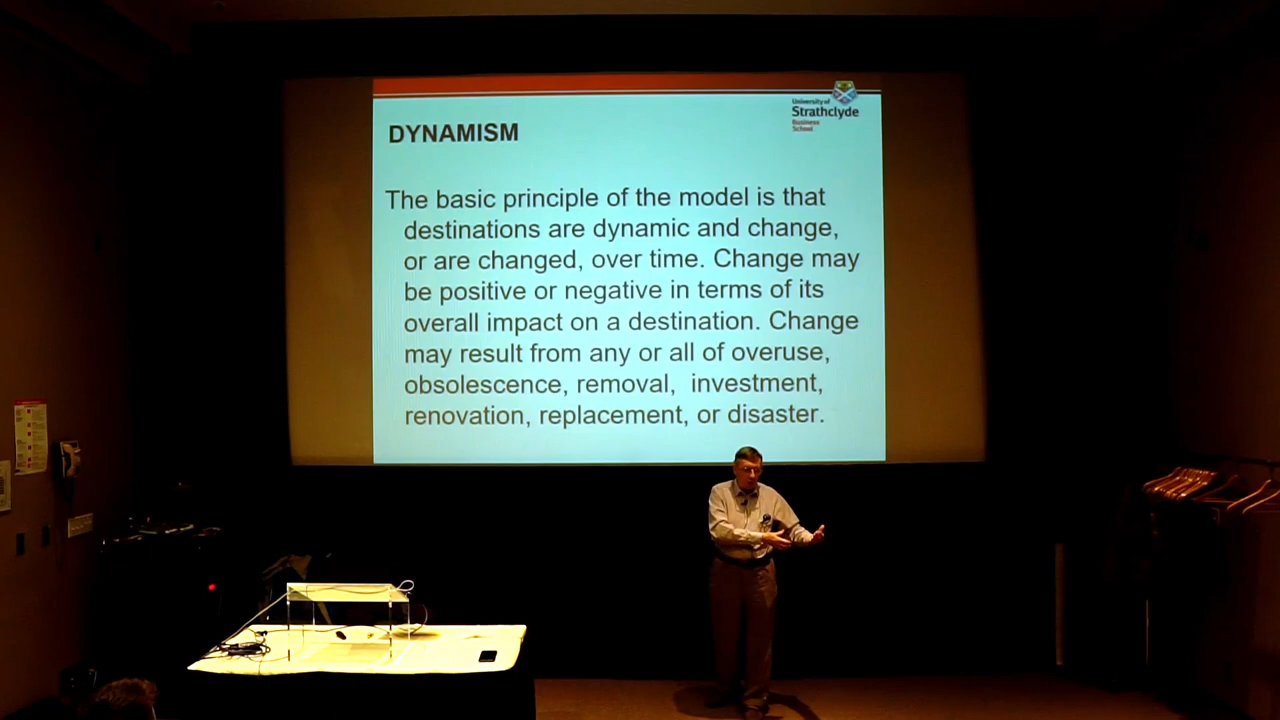 University of
Strathclyde
Business
School
DYNAMISM
The basic principle of the model is that
destinations are dynamic and change,
or are changed, over time. Change may
be positive or negative in terms of its
overall impact on a destination. Change
may result from any or all of overuse,
obsolescence, removal, investment,
renovation, replacement, or disaster.